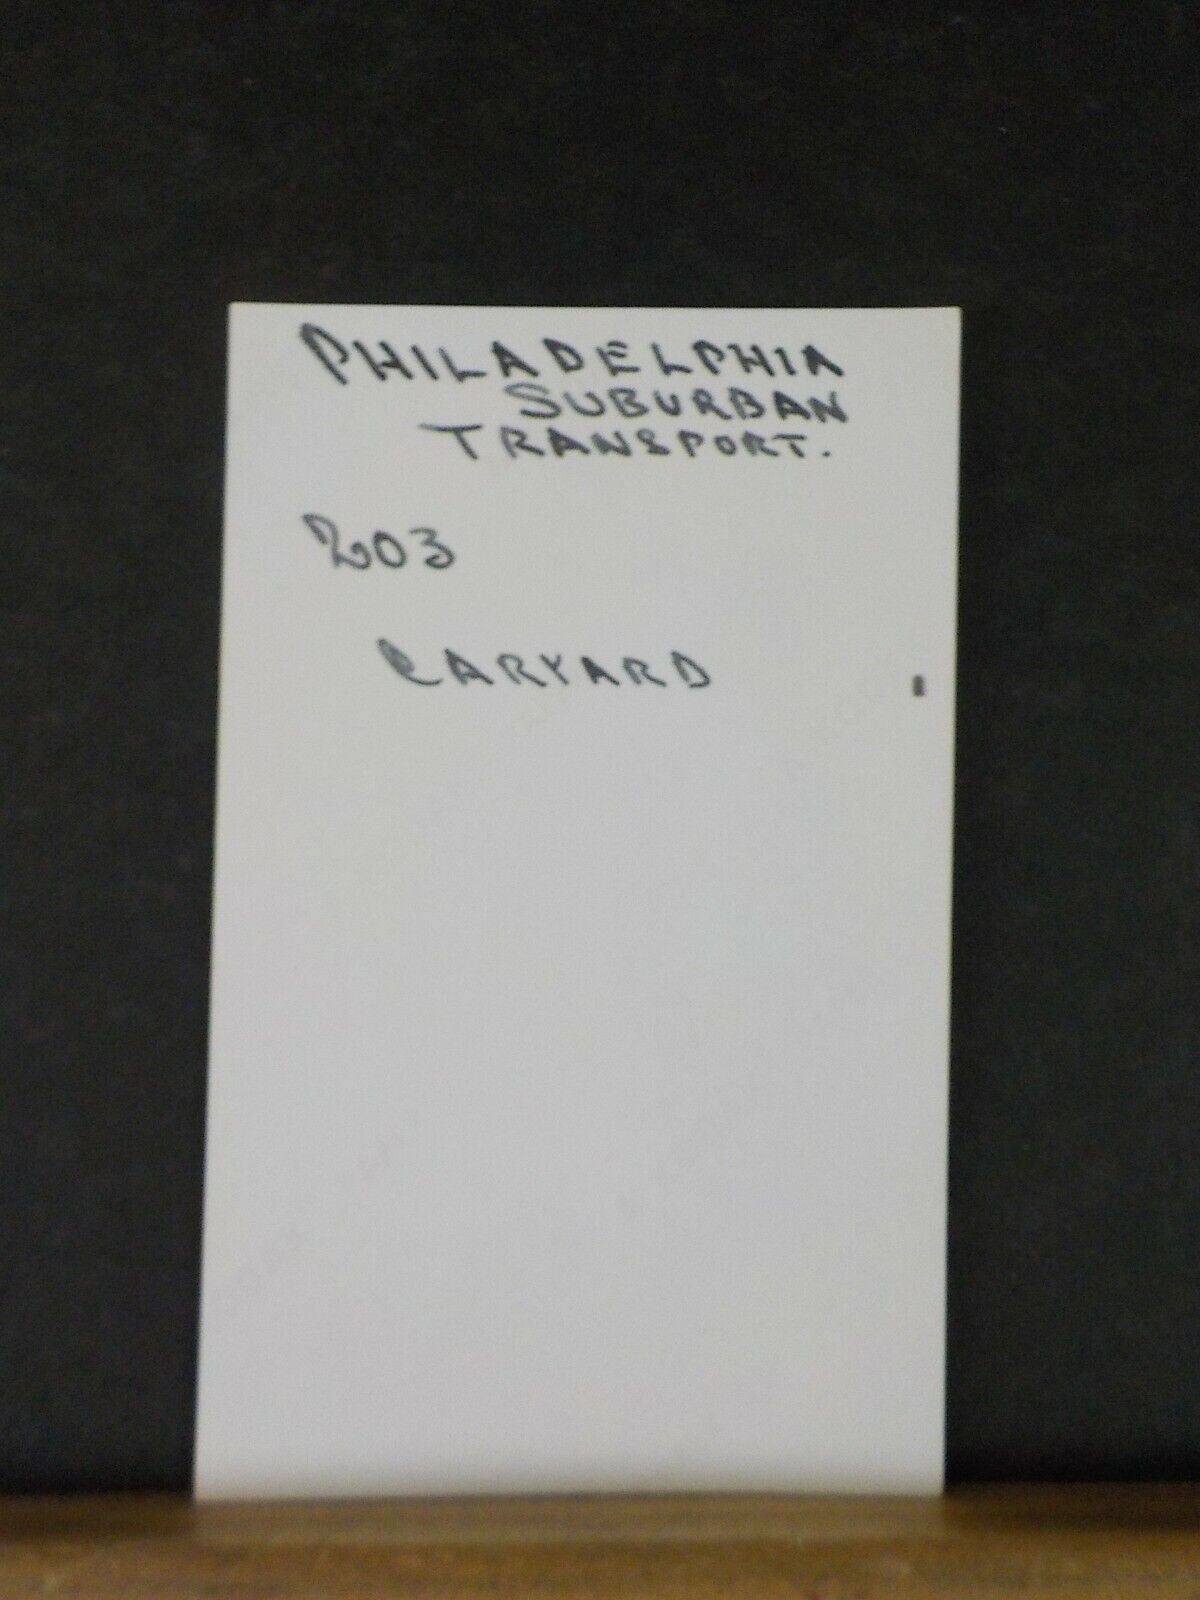 PHILADELPHIA
SUBURBAN
TRANSPORT.
203
CARYARD